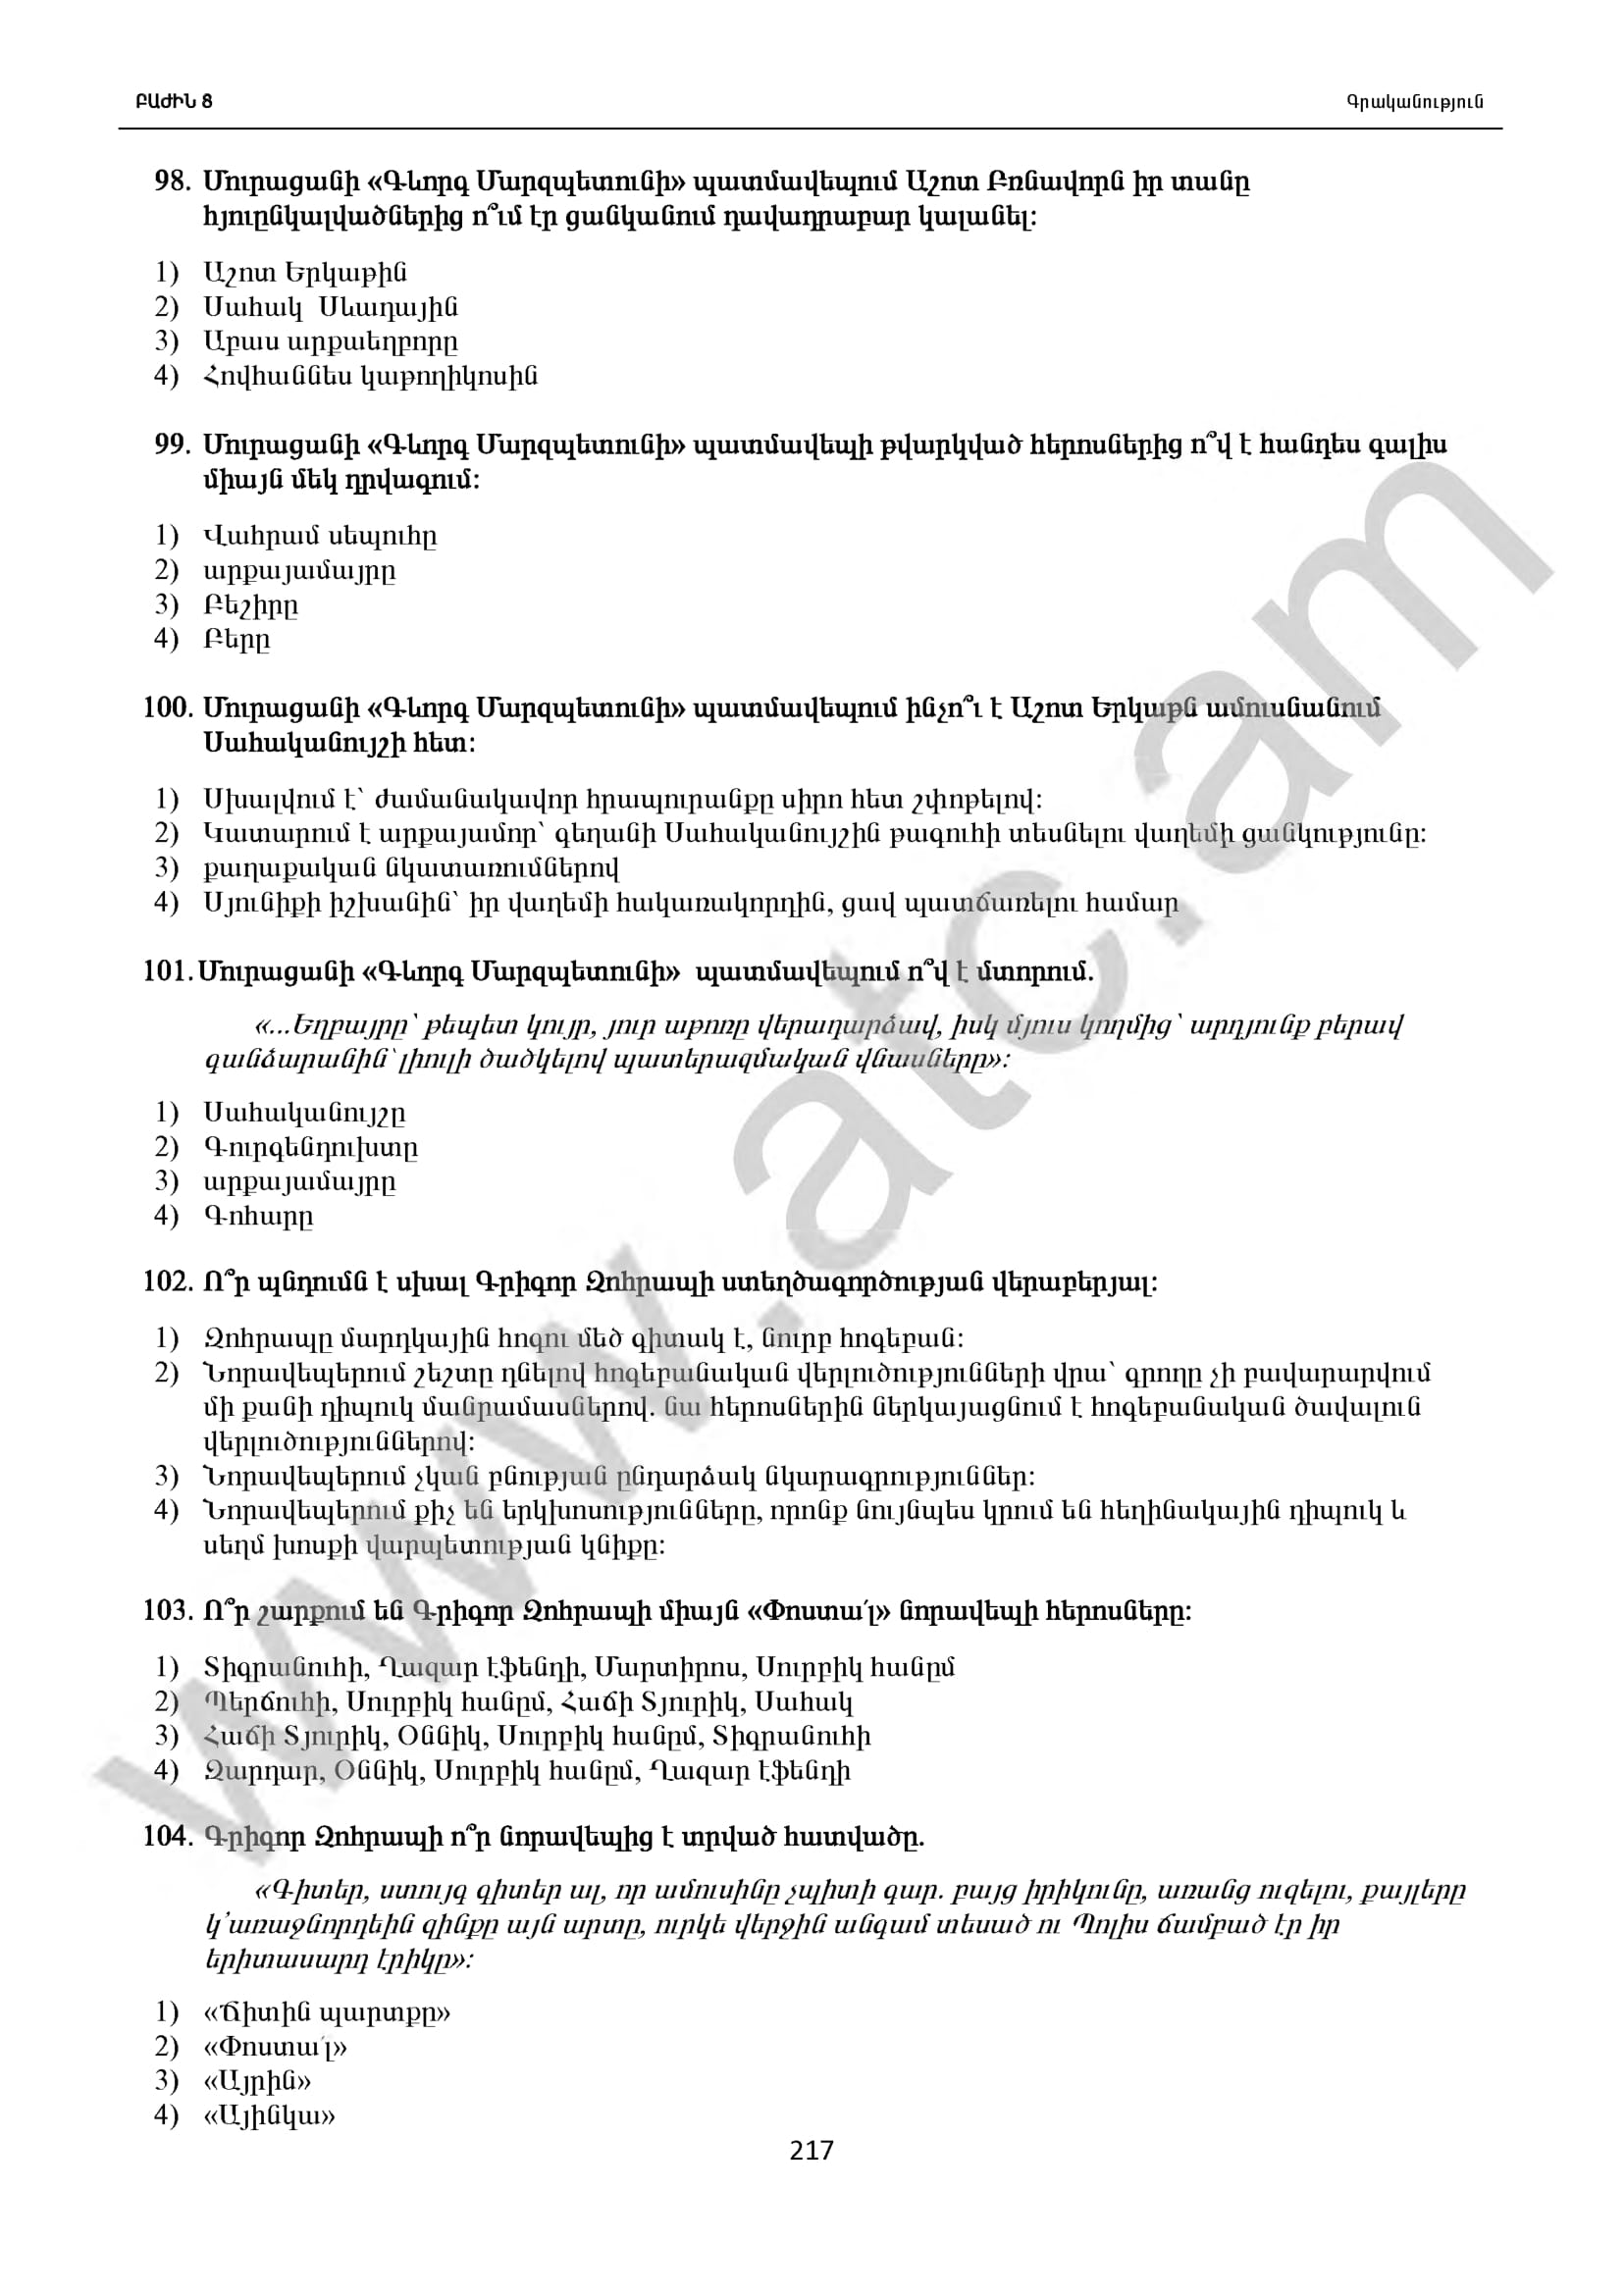 ԲԱԺԻՆ 8
Գրականություն
98. Մուրացանի «Գևորգ Մարզպետունի» պատմավեպում Աշոտ Բռնավորն իր տանը
հյուընկալվածներից ո՞ւմ էր ցանկանում դավադրաբար կալանել:
1) Աշոտ Երկաթին
2) Սահակ Սևադային
3) Աբաս արքաեղբորը
4) Հովհաննես կաթողիկոսին
99. Մուրացանի «Գևորգ Մարզպետունի» պատմավեպի թվարկված հերոսներից ո՞վ է հանդես գալիս
միայն մեկ դրվագում:
1) Վահրամ սեպուհը
2) արքայամայրը
3) Բեշիրը
4) Բերը
100. Մուրացանի «Գևորգ Մարզպետունի» պատմավեպում ինչո՞ւ է Աշոտ Երկաթն ամուսնանում
Սահականույշի հետ:
1) Սխալվում է՝ ժամանակավոր հրապուրանքը սիրո հետ շփոթելով:
2) Կատարում է արքայամոր՝ գեղանի Սահականույշին թագուհի տեսնելու վաղեմի ցանկությունը:
3) քաղաքական նկատառումներով
4) Սյունիքի իշխանին՝ իր վաղեմի հակառակորդին, ցավ պատճառելու համար
101. Մուրացանի «Գևորգ Մարզպետունի» պատմավեպում ո՞վ է մտորում.
«...Եղբայրը՝ թեպետ կույր, յուր աթոռը վերադարձավ, իսկ մյուս կողմից՝ արդյունք բերավ
գանձարանին՝ լիուլի ծածկելով պատերազմական վնասները»:
1) Սահականույշը
2) Գուրգենդուխտը
3) արքայամայրը
4) Գոհարը
102. Ո՞ր պնդումն է սխալ Գրիգոր Զոհրապի ստեղծագործության վերաբերյալ:
1) Զոհրապը մարդկային հոգու մեծ գիտակ է, նուրբ հոգեբան:
2) Նորավեպերում շեշտը դնելով հոգեբանական վերլուծությունների վրա՝ գրողը չի բավարարվում
մի քանի դիպուկ մանրամասներով. նա հերոսներին ներկայացնում է հոգեբանական ծավալուն
վերլուծություններով:
3) Նորավեպերում չկան բնության ընդարձակ նկարագրություններ:
4) Նորավեպերում քիչ են երկխոսությունները, որոնք նույնպես կրում են հեղինակային դիպուկ և
սեղմ խոսքի վարպետության կնիքը:
103. Ո՞ր շարքում են Գրիգոր Զոհրապի միայն «Փոստա՛լ» նորավեպի հերոսները:
1) Տիգրանուհի, Ղազար էֆենդի, Մարտիրոս, Սուրբիկ հանըմ
2) Պերճուհի, Սուրբիկ հանըմ, Հաճի Տյուրիկ, Սահակ
3) Հաճի Տյուրիկ, Օննիկ, Սուրբիկ հանըմ, Տիգրանուհի
4) Զարդար, Օննիկ, Սուրբիկ հանըմ, Ղազար էֆենդի
104. Գրիգոր Զոհրապի ո՞ր նորավեպից է տրված հատվածը.
«Գիտեր, ստույգ գիտեր ալ, որ ամուսինը չպիտի գար. բայց իրիկունը, առանց ուզելու, քայլերը
կ՚առաջնորդեին զինքը այն արտը, ուրկե վերջին անգամ տեսած ու Պոլիս ճամբած էր իր
երիտասարդ էրիկը»:
1) «Ճիտին պարտքը»
2) «Փոստա՛լ»
3) «Այրին»
4) «Այինկա»
217
www.atc.am